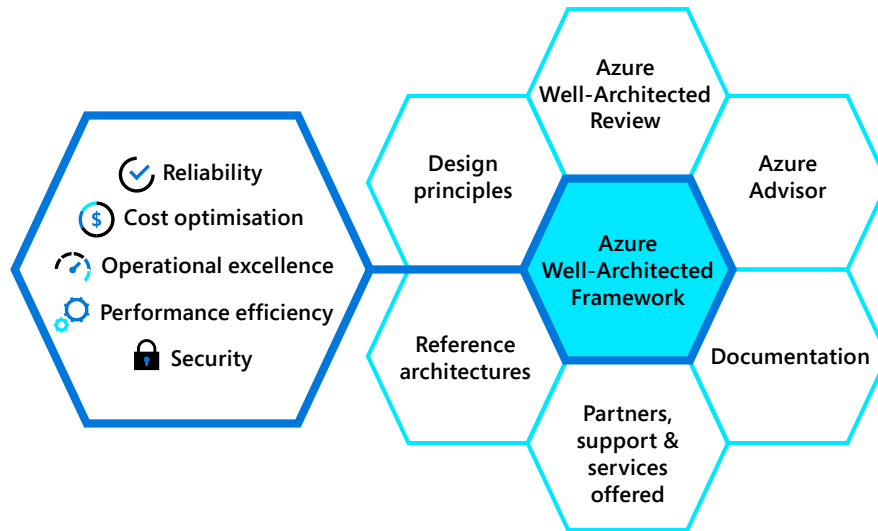 Reliability
$
Cost optimisation
Operational excellence
Performance efficiency
Security
Azure
Well-Architected
Review
Design
principles
Azure
Advisor
Azure
Well-Architected
Framework
Reference
architectures
Documentation
Partners,
support &
services
offered